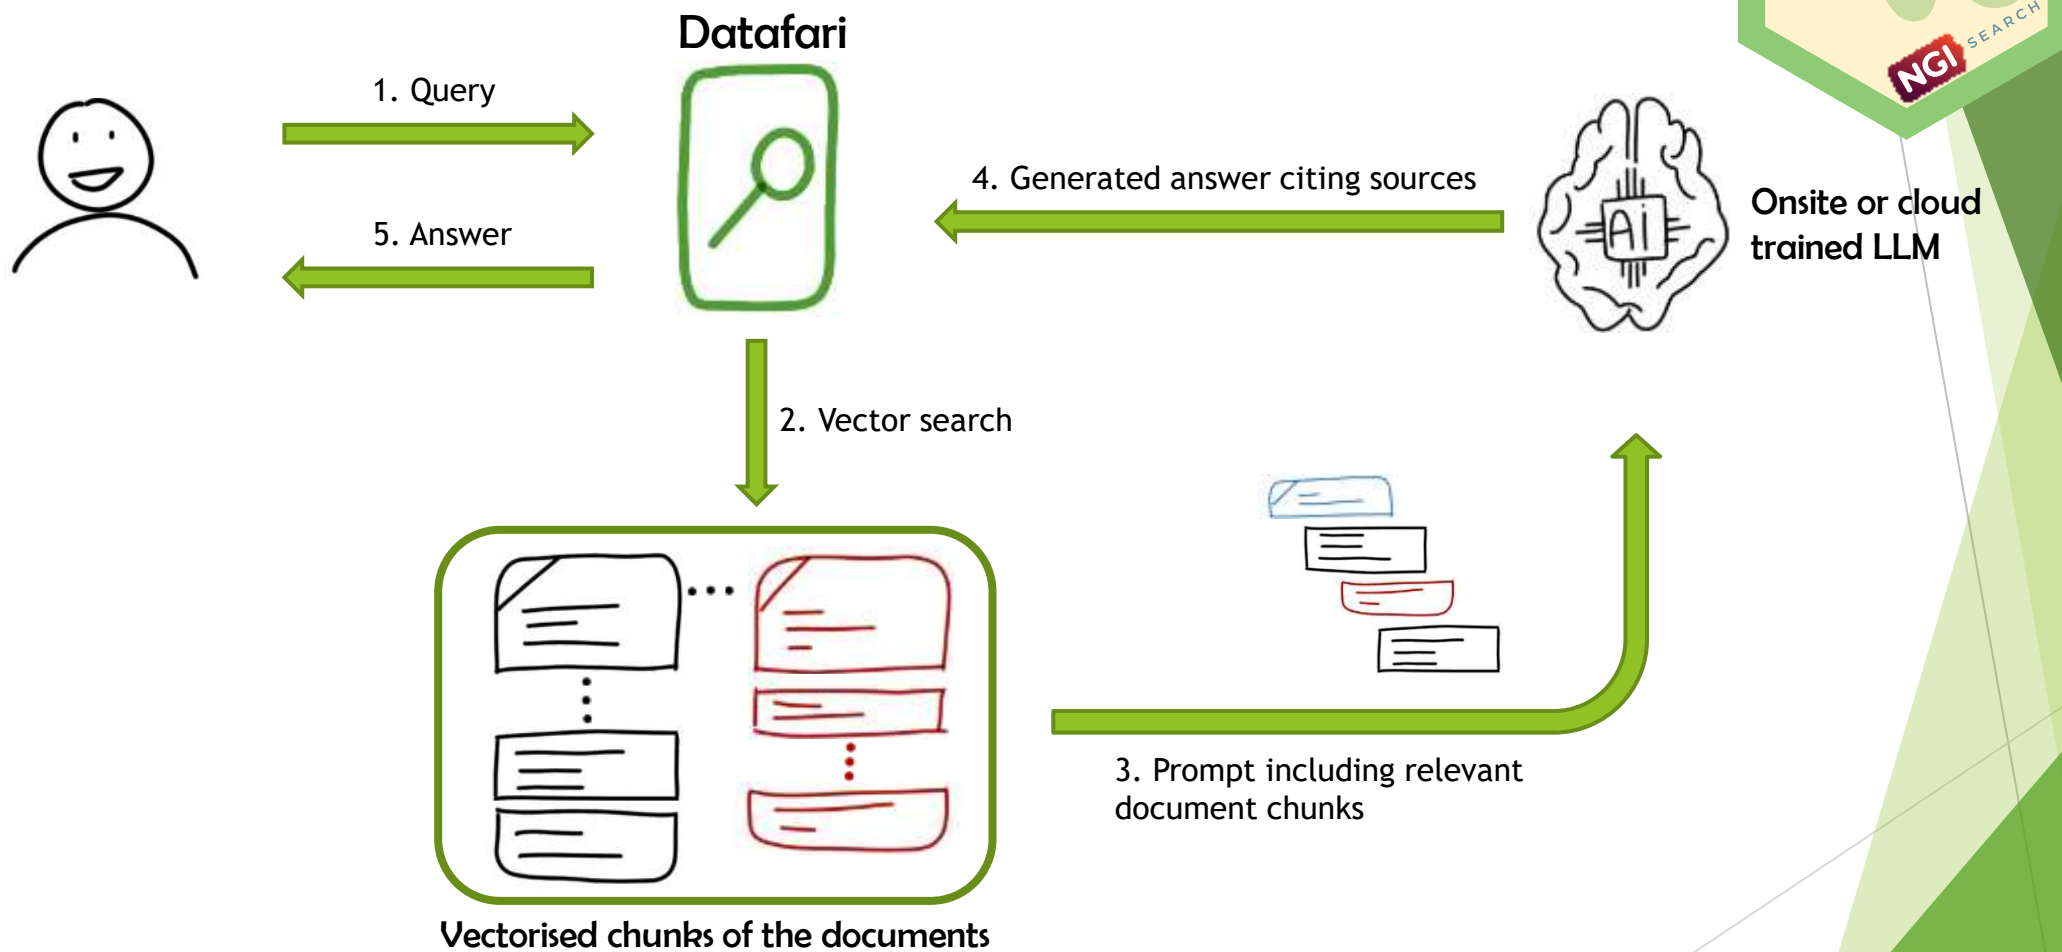 Datafari
1. Query
5. Answer
4. Generated answer citing sources
Ai
Onsite or cloud
trained LLM
NGI SEARCH
2. Vector search
3. Prompt including relevant
document chunks
Vectorised chunks of the documents